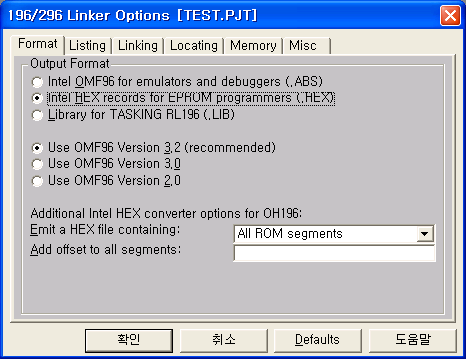 196/296 Linker Options [TEST.PJT]
Format Listing Linking Locating Memory Misc
Output Format
Intel OMF96 for emulators and debuggers (,ABS)
Intel HEX records for EPROM programmers (,HEX)
Library for TASKING RL196 (,LIB)
Use OMF96 Version 3,2 (recommended)
Use OMF96 Version 3,0
Use OMF96 Version 2,0
Additional Intel HEX converter options for OH196:
Emit a HEX file containing: All ROM segments
Add offset to all segments:
확인 취소 Defaults 도움말